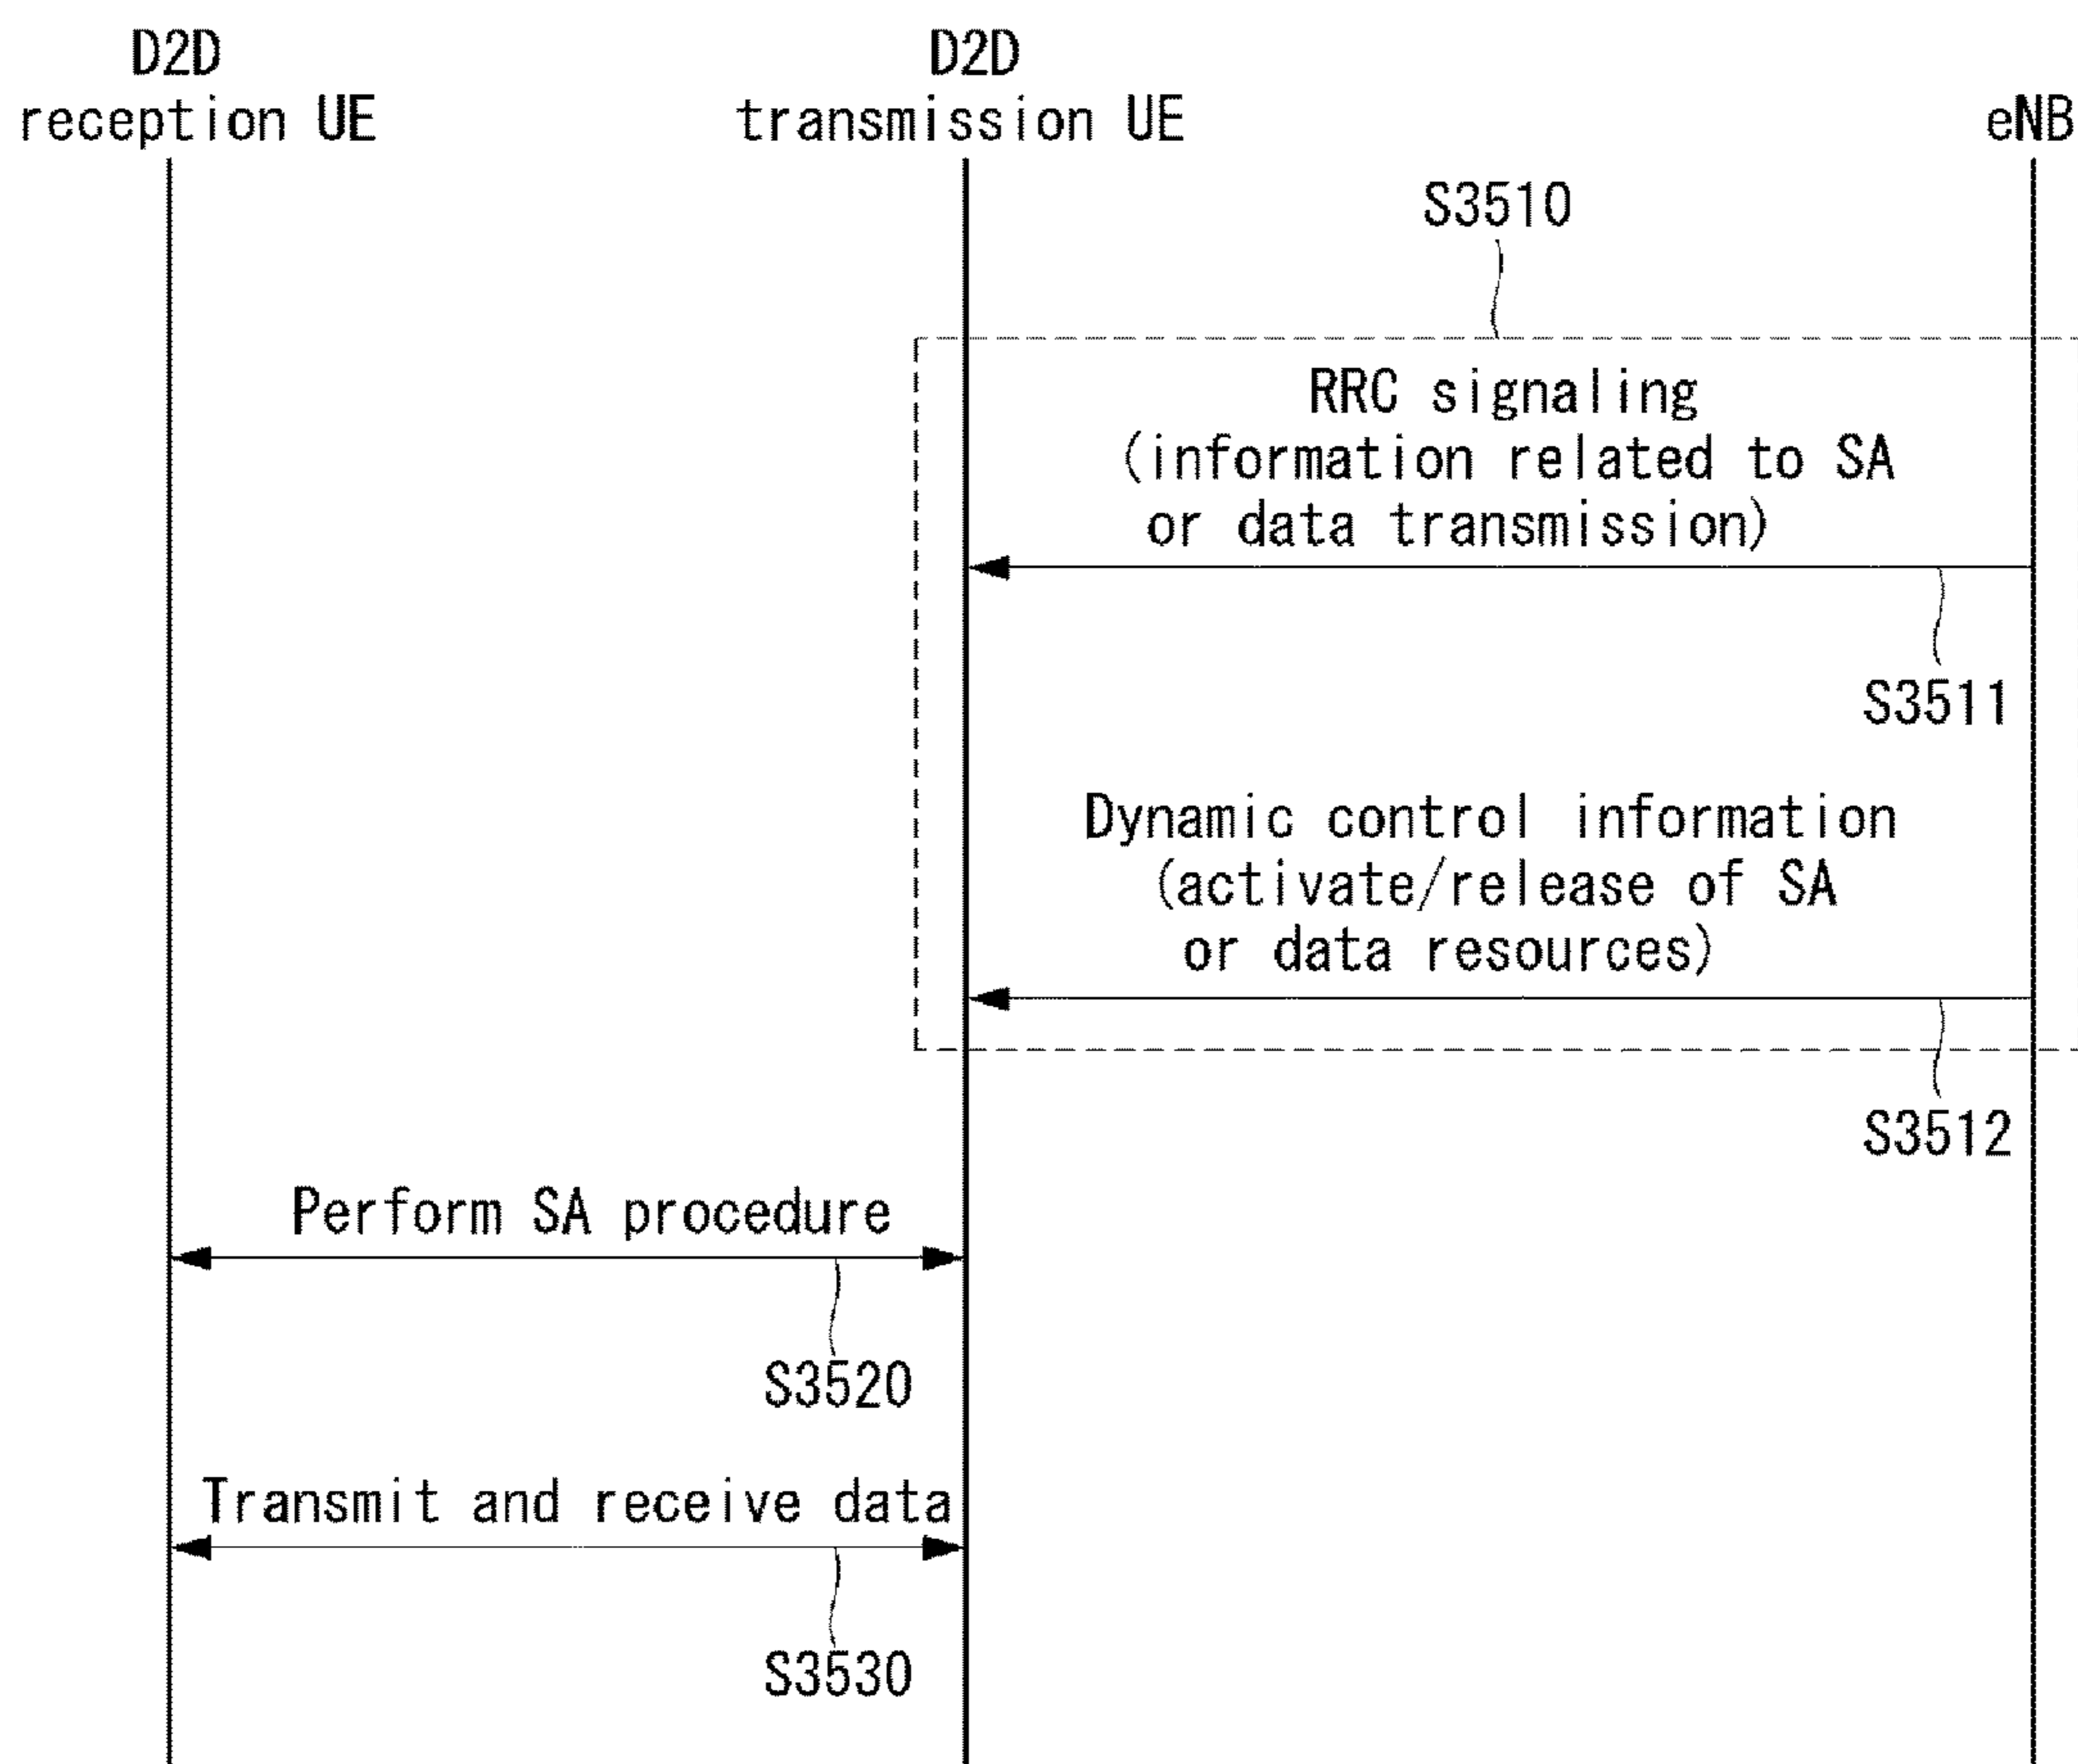 D2D
reception UE
D2D
transmission UE
eNB
S3510
RRC signaling
(information related to SA
or data transmission)
S3511
Dynamic control information
(activate/release of SA
or data resources)
S3512
Perform SA procedure
S3520
Transmit and receive data
S3530